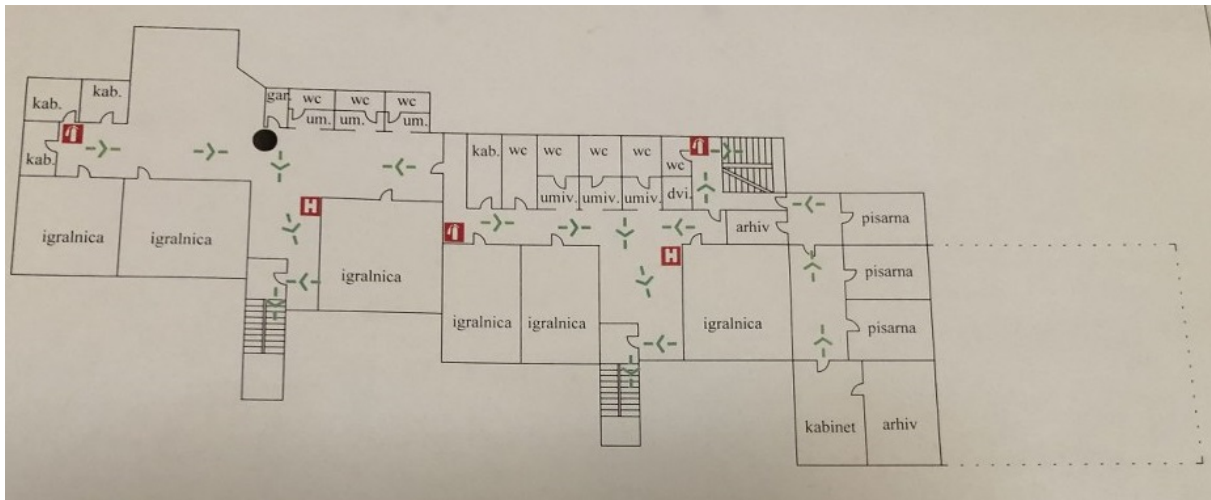 kab.
kab.
kab.
gar.
wc
wc
wc
um.
um.
um.
igralnica
igralnica
H
igralnica
kab.
wc
wc
wc
wc
wc
umiv.
umiv.
umiv.
dvi.
igralnica
igralnica
H
igralnica
arhiv
pisarna
pisarna
pisarna
kabinet
arhiv